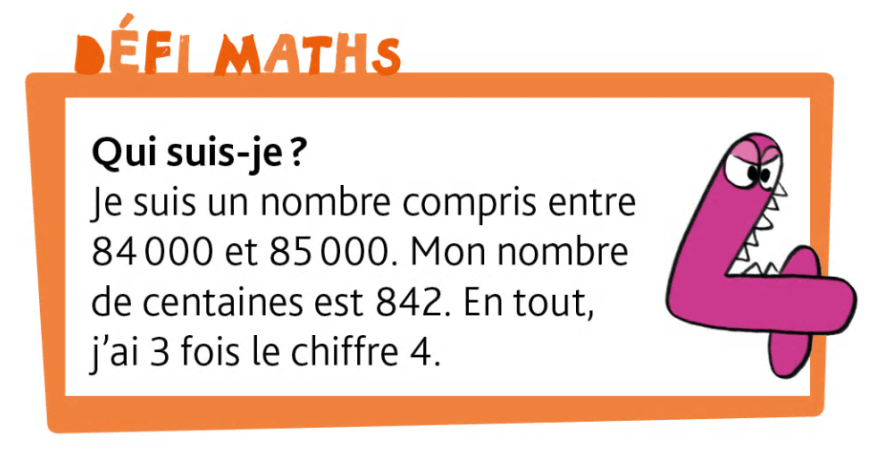 DÉFI MATHS
Qui suis-je ?
Je suis un nombre compris entre
84 000 et 85 000. Mon nombre
de centaines est 842. En tout,
j’ai 3 fois le chiffre 4.